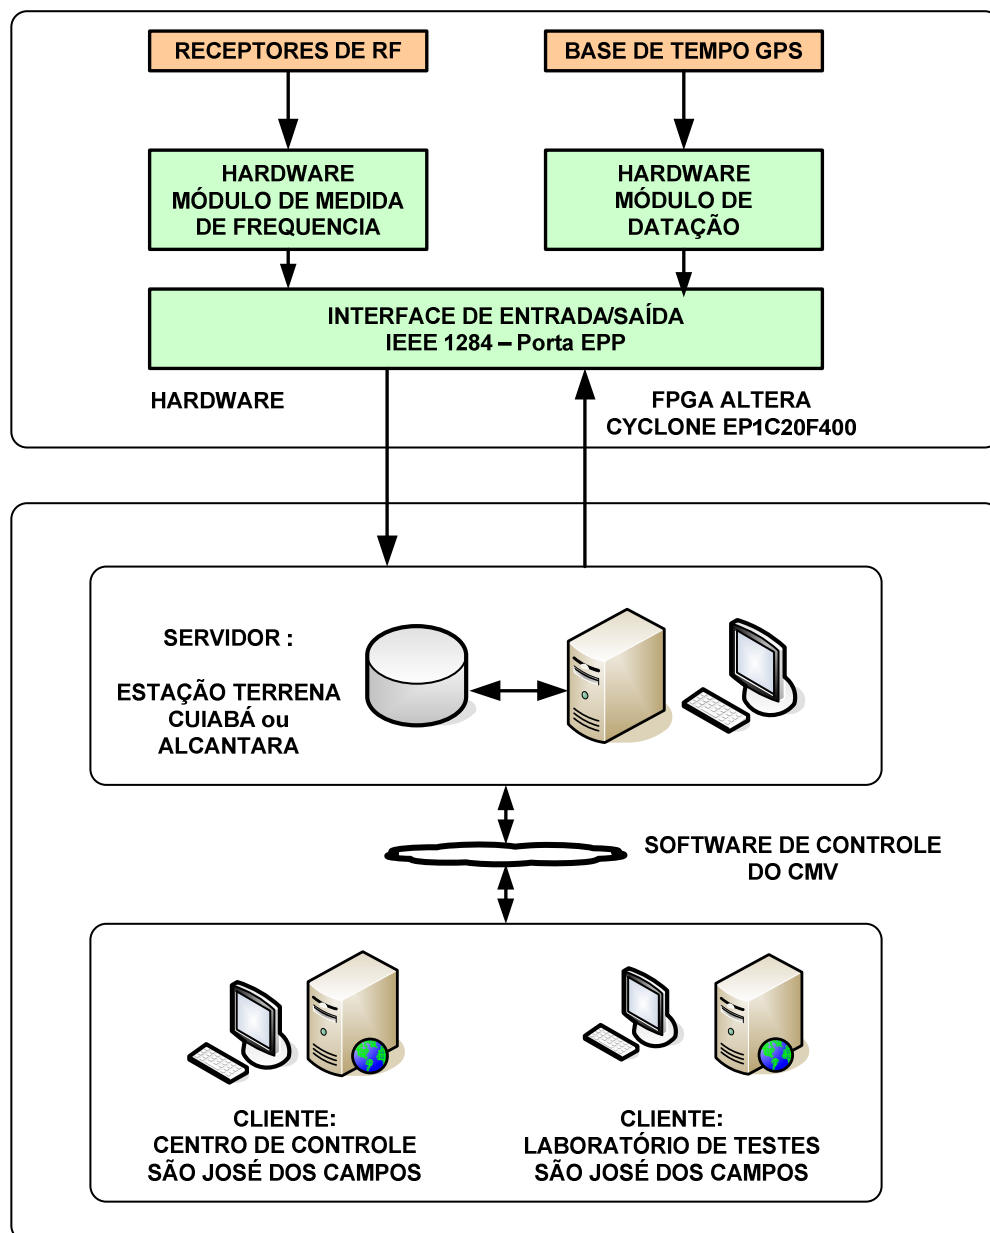 RECEPTORES DE RF
BASE DE TEMPO GPS
HARDWARE
MÓDULO DE MEDIDA
DE FREQUENCIA
HARDWARE
MÓDULO DE
DATAÇÃO
INTERFACE DE ENTRADA/SAÍDA
IEEE 1284 – Porta EPP
HARDWARE
FPGA ALTERA
CYCLONE EP1C20F400
SERVIDOR :
ESTAÇÃO TERRENA
CUIABÁ ou
ALCANTARA
SOFTWARE DE CONTROLE
DO CMV
CLIENTE:
CENTRO DE CONTROLE
SÃO JOSÉ DOS CAMPOS
CLIENTE:
LABORATÓRIO DE TESTES
SÃO JOSÉ DOS CAMPOS